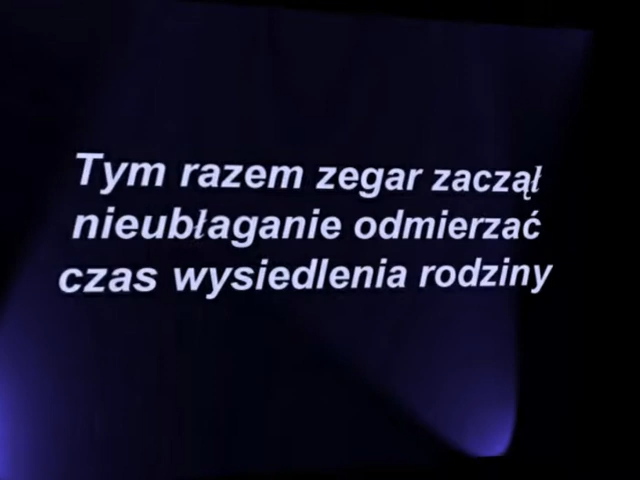 Tym razem zegar zaczął
nieubłaganie odmierzać
czas wysiedlenia rodziny